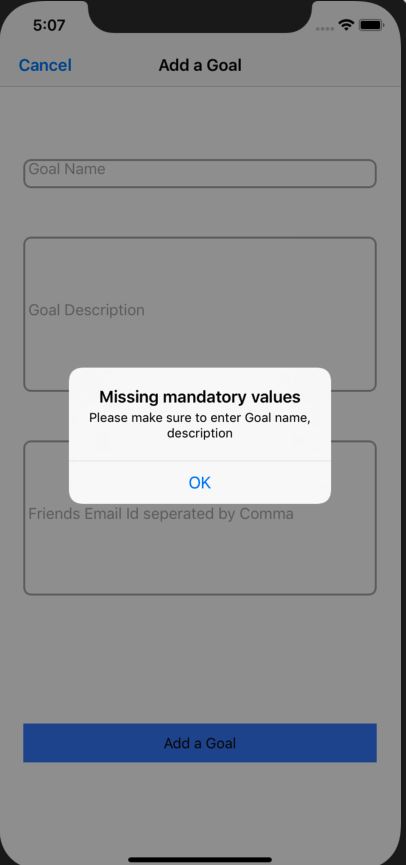 5:07
Cancel
Add a Goal
Goal Name
Goal Description
Missing mandatory values
Please make sure to enter Goal name,
description
OK
Friends Email Id seperated by Comma
Add a Goal